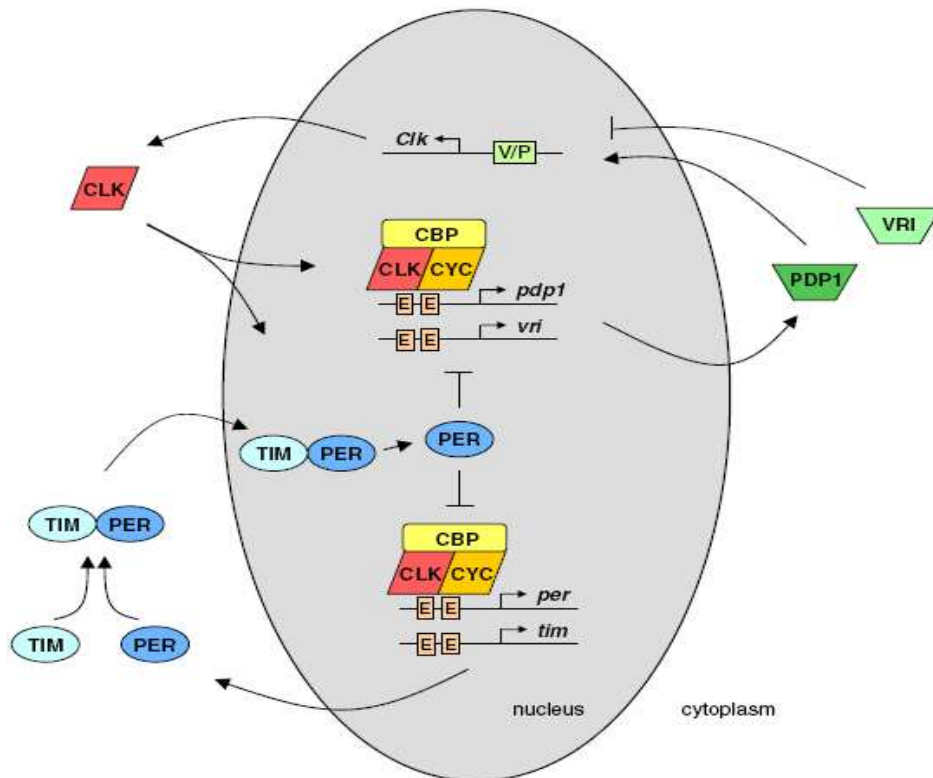 Clk
V/P
CLK
VRI
CBP
CLK CYC
PDP1
E E pdp1
E E vri
PER
TIM PER
TIM PER
CBP
CLK CYC
E E per
TIM PER
E E tim
nucleus cytoplasm